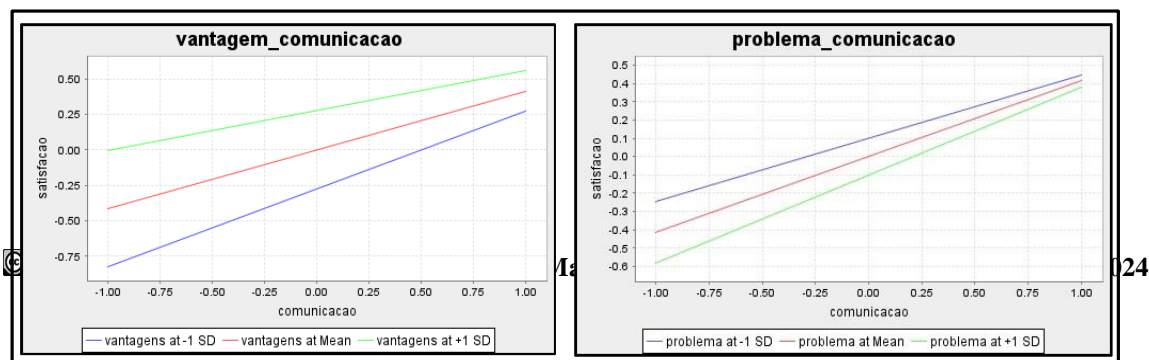 vantagem_comunicacao
satisfacao
0.50
0.25
0.00
-0.25
-0.50
-0.75
-1.00 -0.75 -0.50 -0.25 0.00 0.25 0.50 0.75 1.00
comunicacao
vantagens at -1 SD vantagens at Mean vantagens at +1 SD
problema_comunicacao
satisfacao
0.5
0.4
0.3
0.2
0.1
0.0
-0.1
-0.2
-0.3
-0.4
-0.5
-0.6
-1.00 -0.75 -0.50 -0.25 0.00 0.25 0.50 0.75 1.00
comunicacao
problema at -1 SD problema at Mean problema at +1 SD
024